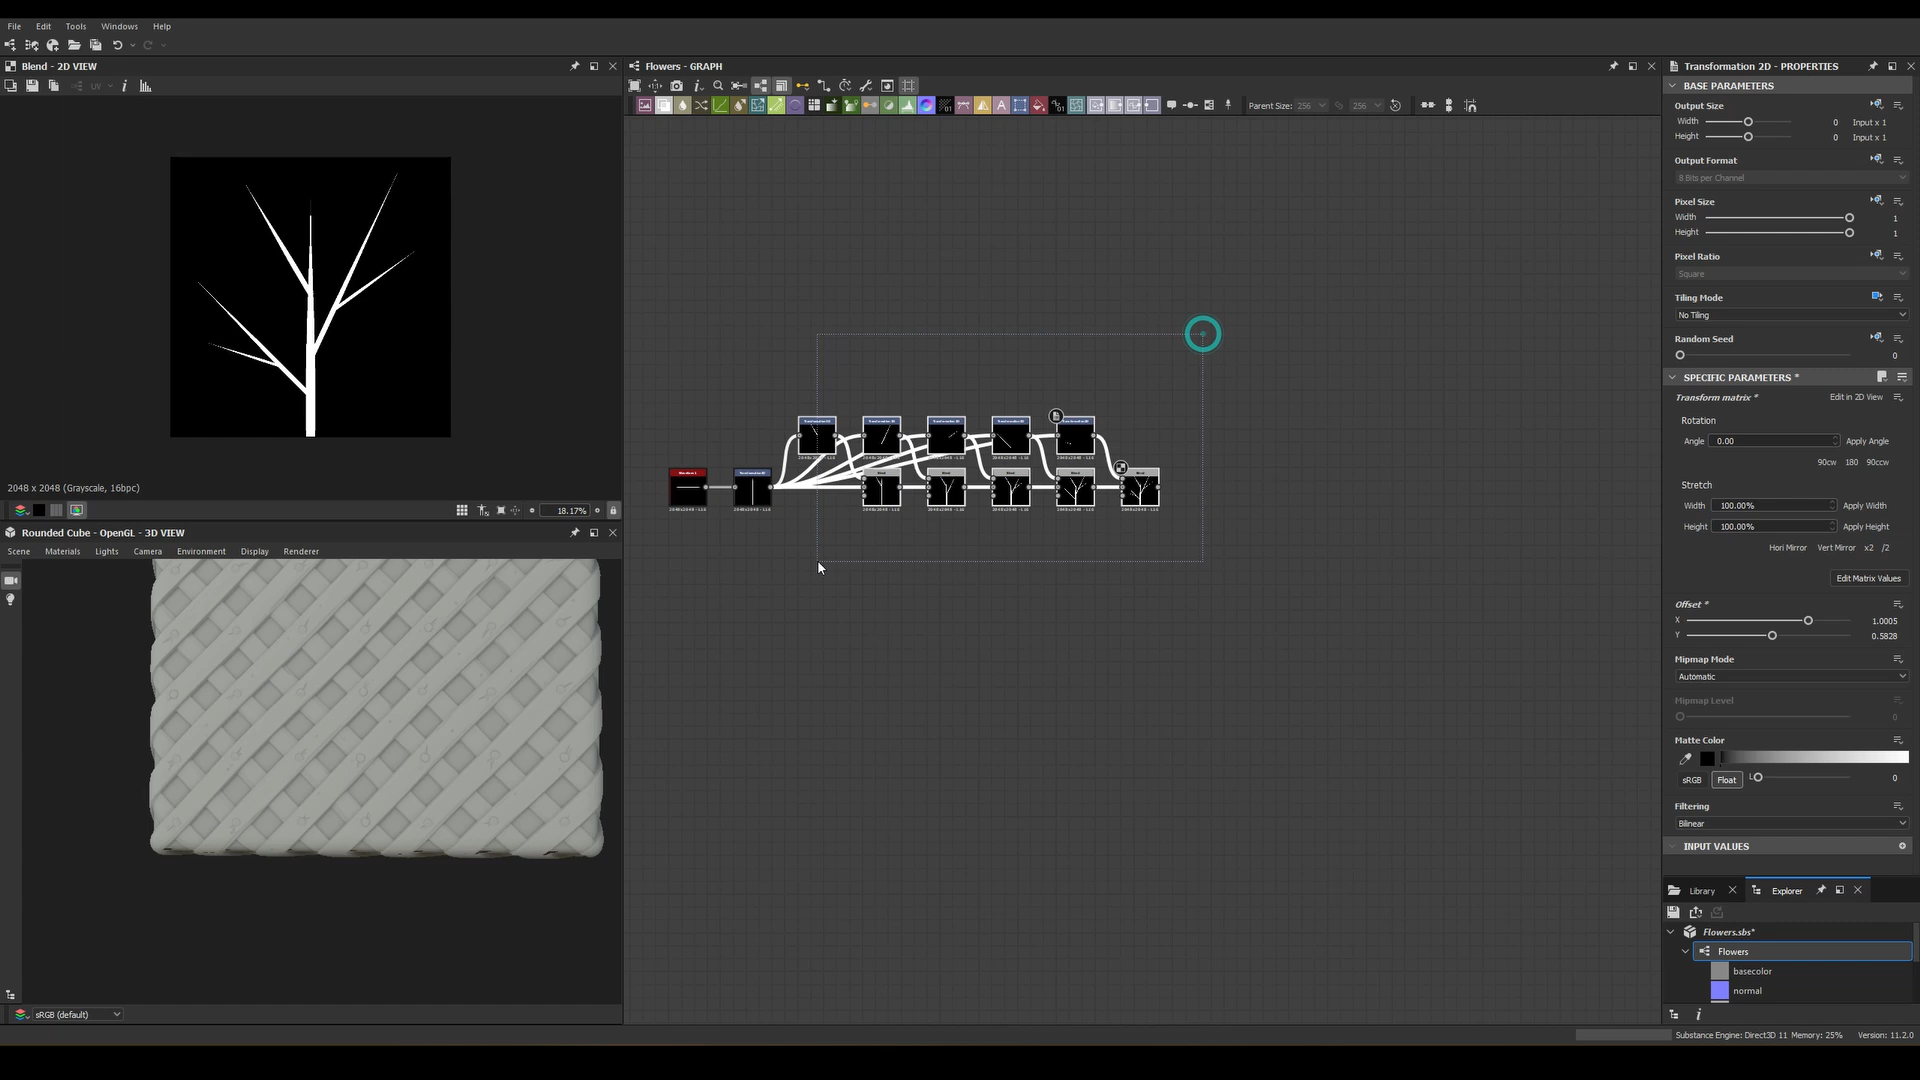 File Edit Tools Windows Help
Blend - 2D VIEW
UV
2048 x 2048 (Grayscale, 16bpc)
18.17%
Rounded Cube - OpenGL - 3D VIEW
Scene Materials Lights Camera Environment Display Renderer
sRGB (default)
Flowers - GRAPH
Parent Size: 256 256
Transformation 2D - PROPERTIES
BASE PARAMETERS
Output Size
Width 0 Input x 1
Height 0 Input x 1
Output Format
8 Bits per Channel
Pixel Size
Width 1
Height 1
Pixel Ratio
Square
Tiling Mode
No Tiling
Random Seed
0
SPECIFIC PARAMETERS *
Transform matrix * Edit in 2D View
Rotation
Angle 0.00 Apply Angle
90cw 180 90ccw
Stretch
Width 100.00% Apply Width
Height 100.00% Apply Height
Hori Mirror Vert Mirror x2 /2
Edit Matrix Values
Offset *
X 1.0005
Y 0.5828
Mipmap Mode
Automatic
Mipmap Level
0
Matte Color
sRGB Float L 0
Filtering
Bilinear
INPUT VALUES
Library Explorer
Flowers.sbs*
Flowers
basecolor
normal
Substance Engine: Direct3D 11 Memory: 25% Version: 11.2.0